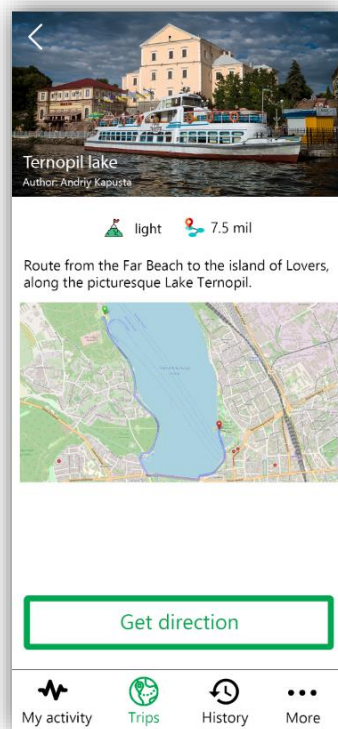 Ternopil lake
Author: Andriy Kapusta
light 7.5 mil
Route from the Far Beach to the island of Lovers,
along the picturesque Lake Ternopil.
Get direction
My activity Trips History More